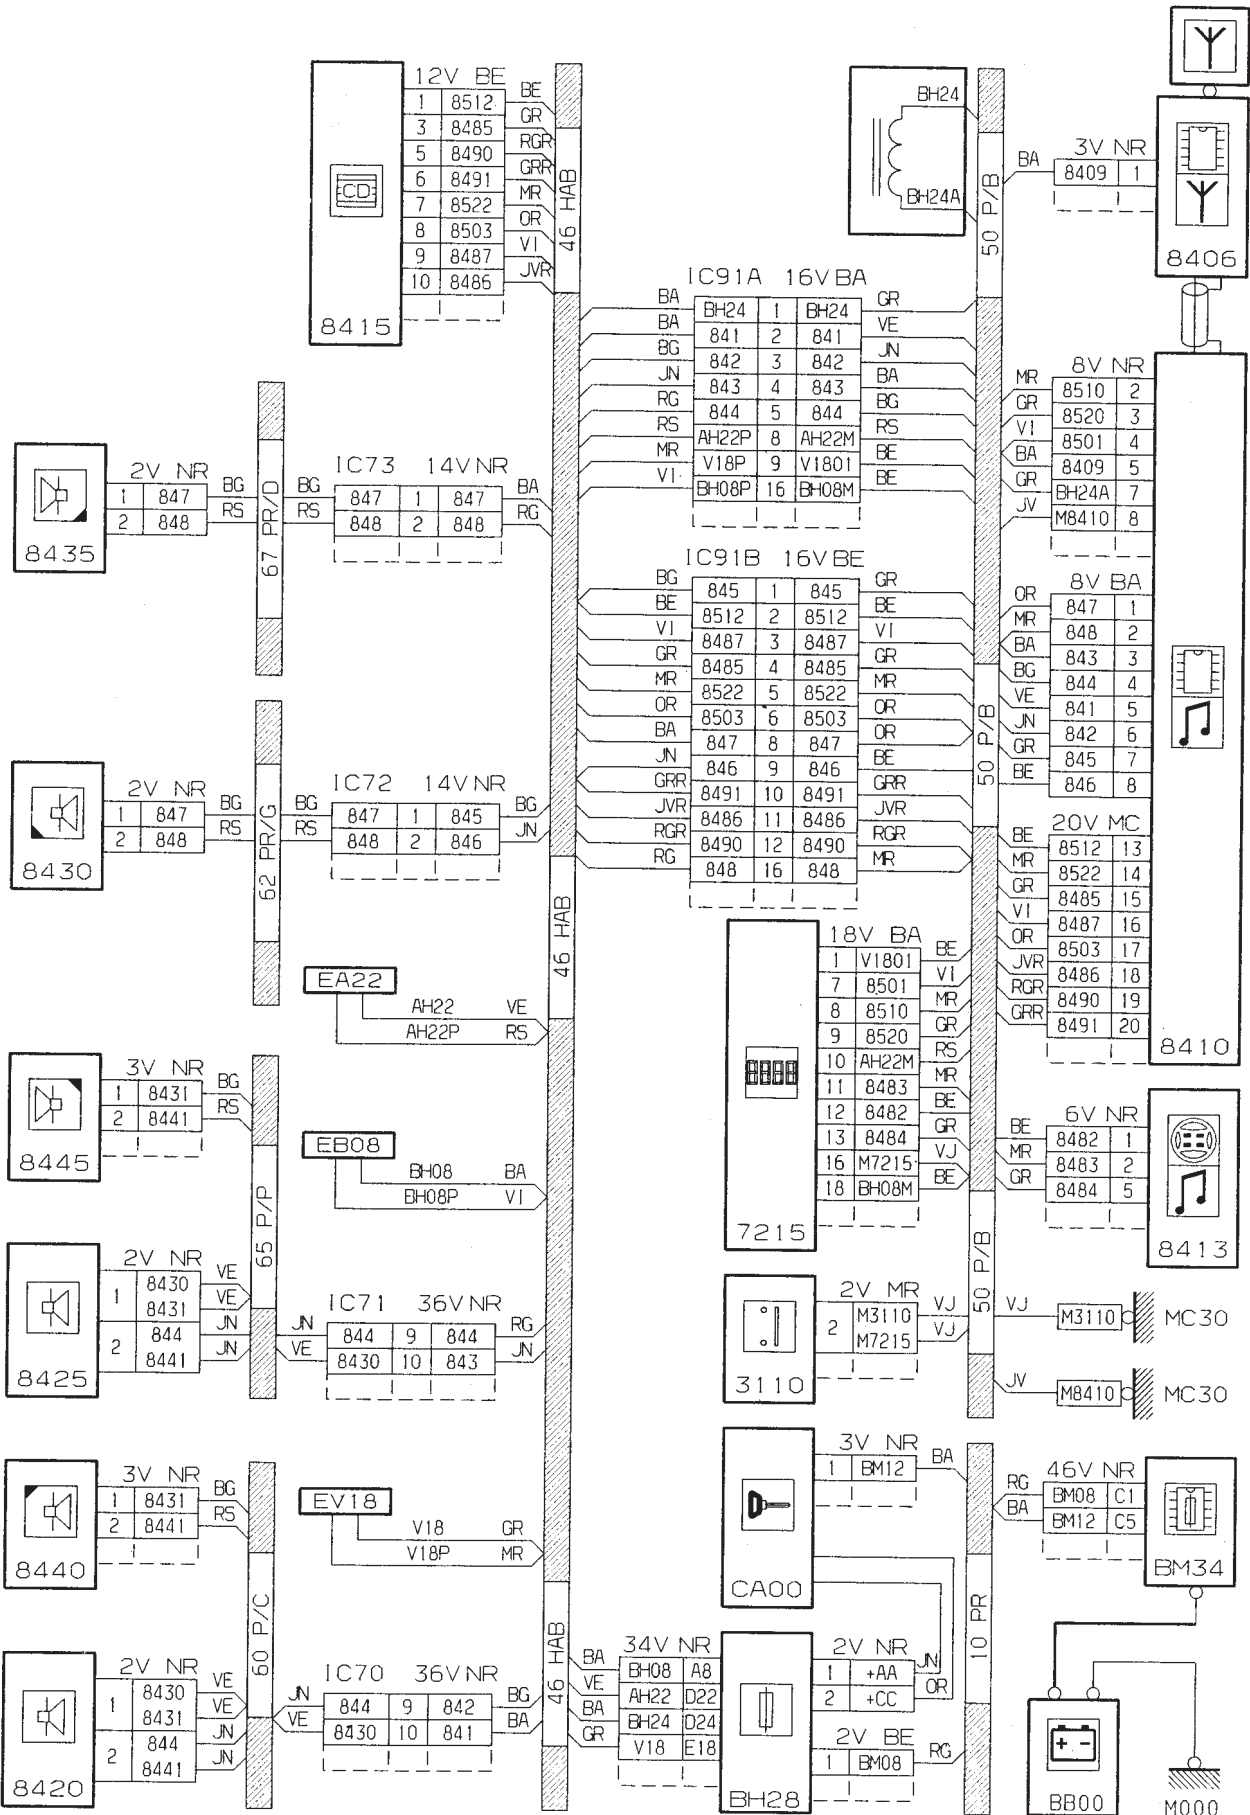 12V BE
1 8512 BE
3 8485 GR
5 8490 RGR
6 8491 GRR
7 8522 MR
8 8503 OR
9 8487 VI
10 8486 JVR
CD
8415
46 HAB
BH24
BH24A
50 P/B
BA
3V NR
8409 1
8406
IC91A 16V BA
BA BH24 1 BH24 GR
BA 841 2 841 VE
BG 842 3 842 JN
JN 843 4 843 BA
RG 844 5 844 BG
RS AH22P 8 AH22M RS
MR V18P 9 V1801 BE
VI BH08P 16 BH08M BE
8V NR
MR 8510 2
GR 8520 3
VI 8501 4
BA 8409 5
GR BH24A 7
JV M8410 8
2V NR
1 847 BG
2 848 RS
8435
67 PR/D
IC73 14V NR
BG 847 1 847 BA
RS 848 2 848 RG
IC91B 16V BE
BG 845 1 845 GR
BE 8512 2 8512 BE
VI 8487 3 8487 VI
GR 8485 4 8485 GR
MR 8522 5 8522 MR
OR 8503 6 8503 OR
BA 847 8 847 OR
JN 846 9 846 BE
GRR 8491 10 8491 GRR
JVR 8486 11 8486 JVR
RGR 8490 12 8490 RGR
RG 848 16 848 MR
50 P/B
8V BA
OR 847 1
MR 848 2
BA 843 3
BG 844 4
VE 841 5
JN 842 6
GR 845 7
BE 846 8
20V MC
BE 8512 13
MR 8522 14
GR 8485 15
VI 8487 16
OR 8503 17
JVR 8486 18
RGR 8490 19
GRR 8491 20
8410
2V NR
1 847 BG
2 848 RS
8430
62 PR/G
IC72 14V NR
BG 847 1 845 BG
RS 848 2 846 JN
46 HAB
EA22
AH22 VE
AH22P RS
18V BA
1 V1801 BE
7 8501 VI
8 8510 MR
9 8520 GR
10 AH22M RS
11 8483 MR
12 8482 BE
13 8484 GR
16 M7215 VJ
18 BH08M BE
7215
3V NR
1 8431 BG
2 8441 RS
8445
65 P/P
EB08
BH08 BA
BH08P VI
6V NR
BE 8482 1
MR 8483 2
GR 8484 5
8413
2V NR
1 8430 VE
8431 VE
2 844 JN
8441 JN
8425
IC71 36V NR
JN 844 9 844 RG
VE 8430 10 843 JN
2V MR
2 M3110 VJ
M7215 VJ
3110
50 P/B
VJ M3110 MC30
JV M8410 MC30
3V NR
1 8431 BG
2 8441 RS
8440
60 P/C
EV18
V18 GR
V18P MR
46 HAB
3V NR
1 BM12 BA
CA00
10 PR
46V NR
RG BM08 C1
BA BM12 C5
BM34
2V NR
1 8430 VE
8431 VE
2 844 JN
8441 JN
8420
IC70 36V NR
JN 844 9 842 BG
VE 8430 10 841 BA
34V NR
BA BH08 A8
VE AH22 D22
BA BH24 D24
GR V18 E18
BH28
2V NR
1 +AA JN
2 +CC OR
2V BE
1 BM08 RG
+ -
BB00
M000